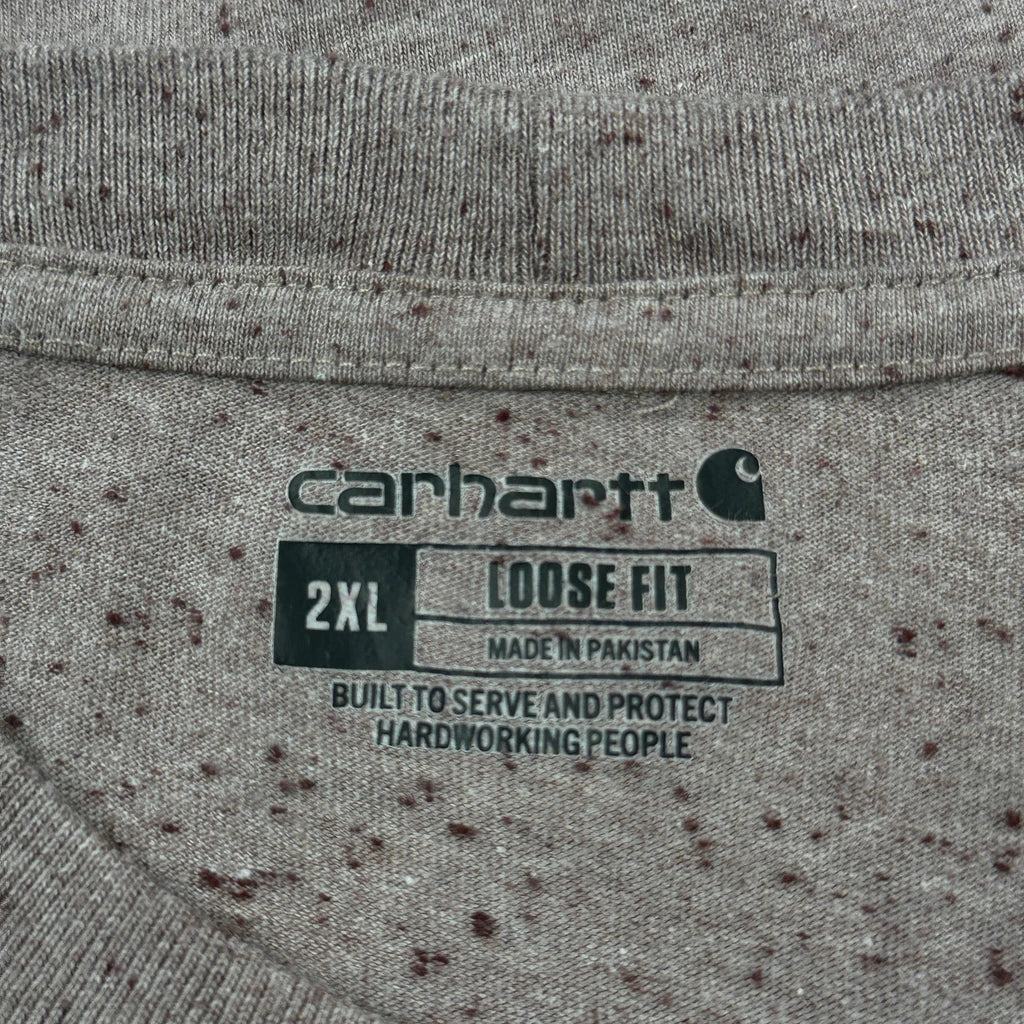 carhartt
2XL
LOOSE FIT
MADE IN PAKISTAN
BUILT TO SERVE AND PROTECT
HARDWORKING PEOPLE